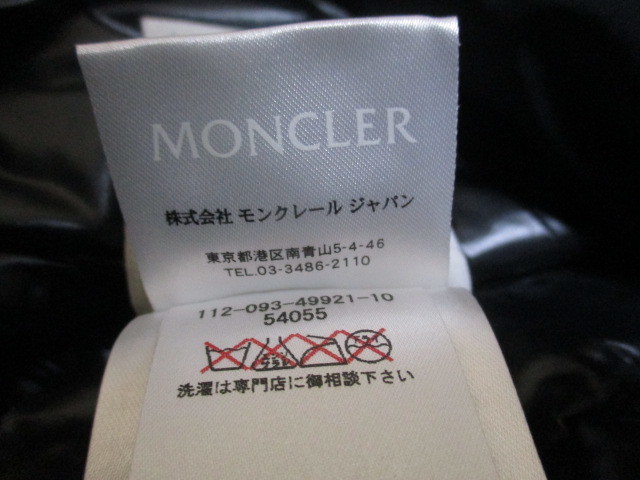 MONCLER
株式会社 モンクレール ジャパン
東京都港区南青山5-4-46
TEL.03-3486-2110
112-093-49921-10
54055
洗濯は専門店に御相談下さい